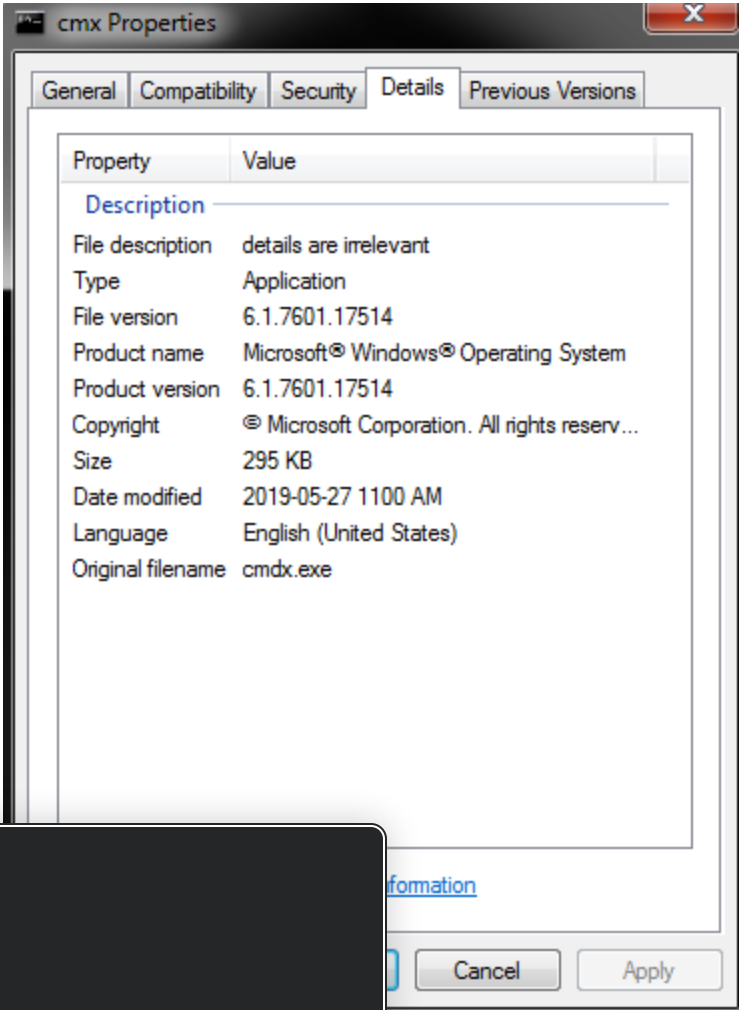 cmx Properties
x
General Compatibility Security Details Previous Versions
Property Value
Description
File description details are irrelevant
Type Application
File version 6.1.7601.17514
Product name Microsoft® Windows® Operating System
Product version 6.1.7601.17514
Copyright © Microsoft Corporation. All rights reserv...
Size 295 KB
Date modified 2019-05-27 1100 AM
Language English (United States)
Original filename cmdx.exe
formation
Cancel Apply